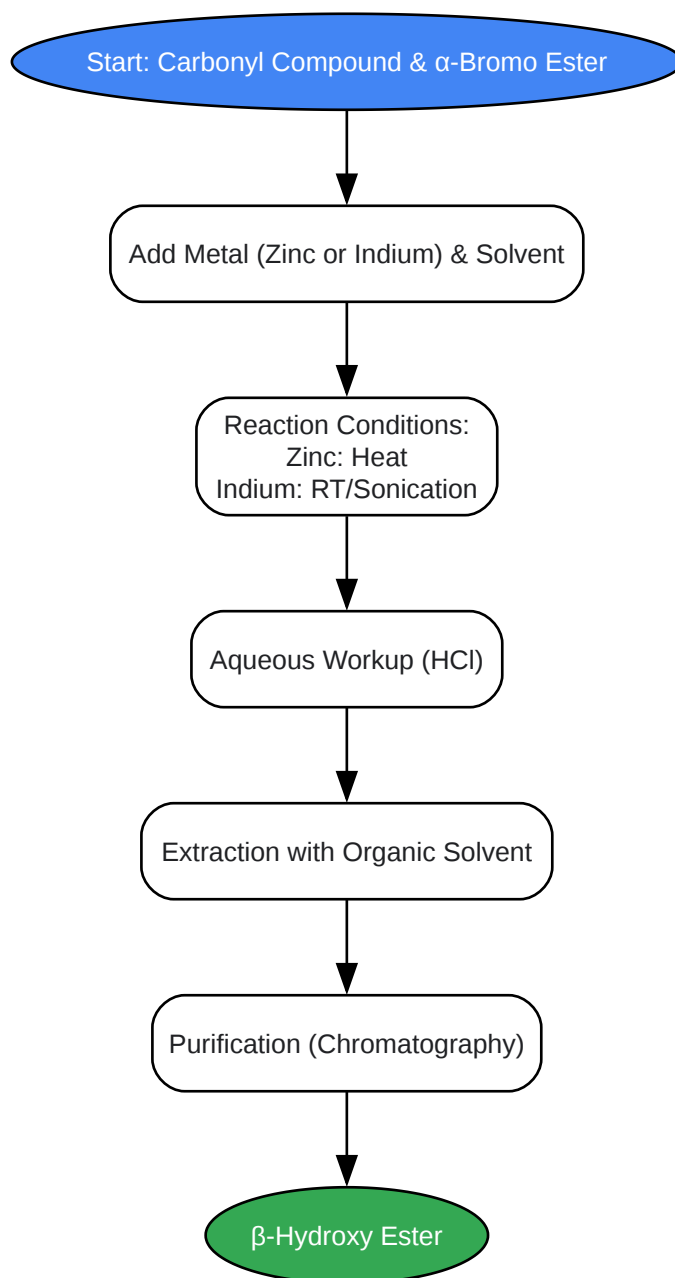 Start: Carbonyl Compound & α-Bromo Ester
Add Metal (Zinc or Indium) & Solvent
Reaction Conditions:
Zinc: Heat
Indium: RT/Sonication
Aqueous Workup (HCl)
Extraction with Organic Solvent
Purification (Chromatography)
β-Hydroxy Ester